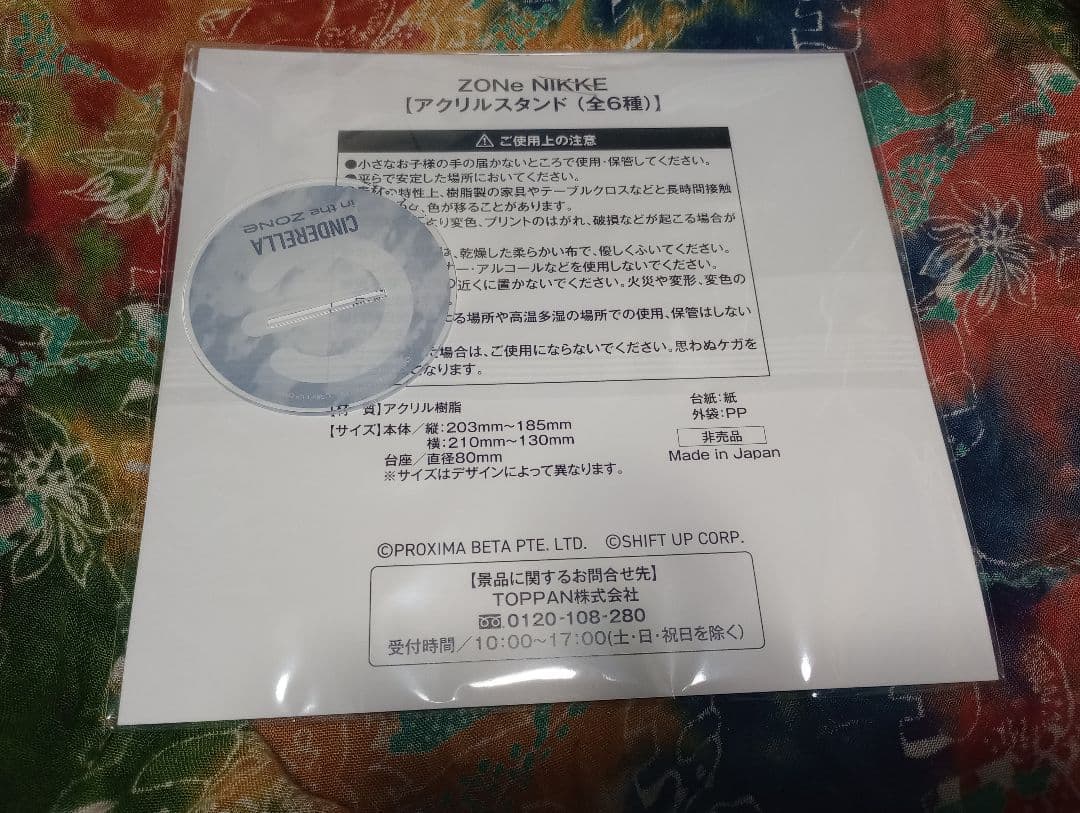 ZONe NIKKE
【アクリルスタンド(全6種)】
⚠ ご使用上の注意
●小さなお子様の手の届かないところで使用・保管してください。
●平らで安定した場所においてください。
の特性上、樹脂製の家具やテーブルクロスなどと長時間接触
、色が移ることがあります。
より変色、プリントのはがれ、破損などが起こる場合が
、乾燥した柔らかい布で、優しくふいてください。
ナー・アルコールなどを使用しないでください。
の近くに置かないでください。火災や変形、変色の
場所や高温多湿の場所での使用、保管はしない
た場合は、ご使用にならないでください。思わぬケガを
なります。
CINDERELLA
in the ZONe
【材 質】アクリル樹脂
【サイズ】本体/縦:203mm〜185mm
横:210mm〜130mm
台座/直径80mm
※サイズはデザインによって異なります。
台紙:紙
外袋:PP
非売品
Made in Japan
©PROXIMA BETA PTE. LTD. ©SHIFT UP CORP.
【景品に関するお問合せ先】
TOPPAN株式会社
0120-108-280
受付時間/10:00〜17:00(土・日・祝日を除く)